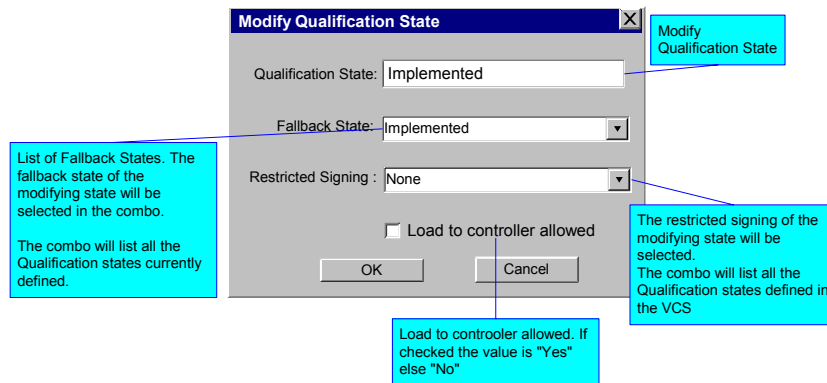 Modify Qualification State
X
Modify
Qualification State
Qualification State:
Implemented
Fallback State:
Implemented
List of Fallback States. The
fallback state of the
modifying state will be
selected in the combo.
The combo will list all the
Qualification states currently
defined.
Restricted Signing :
None
Load to controller allowed
OK
Cancel
The restricted signing of the
modifying state will be
selected.
The combo will list all the
Qualification states defined in
the VCS
Load to controoler allowed. If
checked the value is "Yes"
else "No"